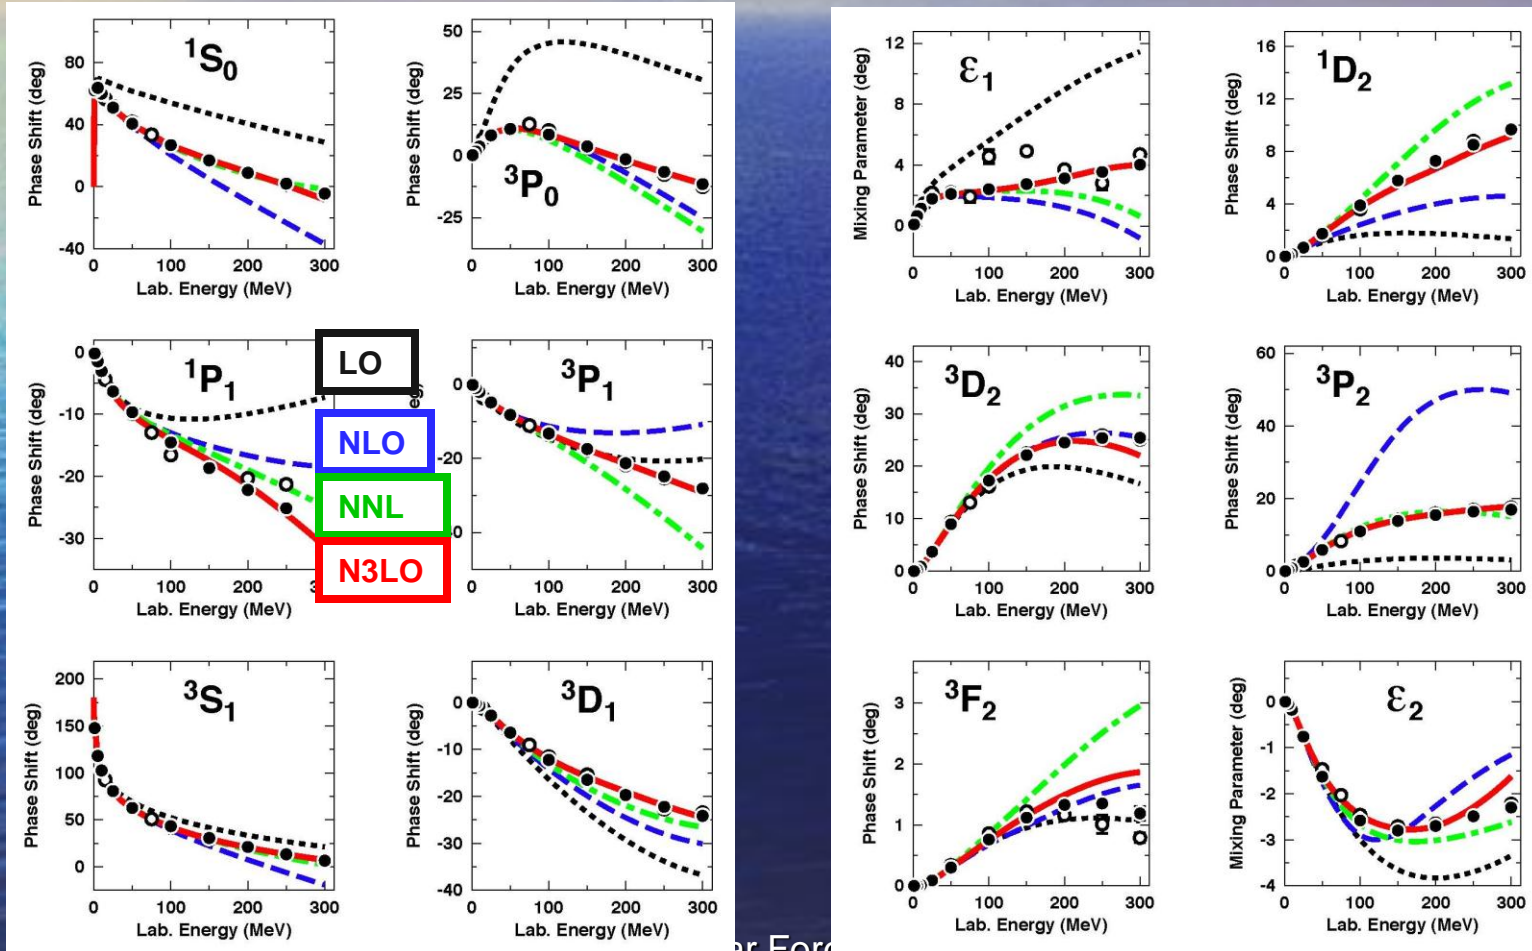 ¹S₀
Phase Shift (deg)
80
40
0
-40
0 100 200 300
Lab. Energy (MeV)
³P₀
Phase Shift (deg)
50
25
0
-25
0 100 200 300
Lab. Energy (MeV)
ε₁
Mixing Parameter (deg)
12
8
4
0
0 100 200 300
Lab. Energy (MeV)
¹D₂
Phase Shift (deg)
16
12
8
4
0
0 100 200 300
Lab. Energy (MeV)
¹P₁
Phase Shift (deg)
0
-10
-20
-30
0 100 200 3
Lab. Energy (MeV)
LO
NLO
NNL
N3LO
³P₁
0
-20
0
0 100 200 300
Lab. Energy (MeV)
³D₂
Phase Shift (deg)
40
30
20
10
0
0 100 200 300
Lab. Energy (MeV)
³P₂
Phase Shift (deg)
60
40
20
0
0 100 200 300
Lab. Energy (MeV)
³S₁
Phase Shift (deg)
200
150
100
50
0
0 100 200 300
Lab. Energy (MeV)
³D₁
Phase Shift (deg)
0
-10
-20
-30
-40
0 100 200 300
Lab. Energy (MeV)
³F₂
Phase Shift (deg)
3
2
1
0
0 100 200 300
Lab. Energy (MeV)
ε₂
Mixing Parameter (deg)
0
-1
-2
-3
-4
0 100 200 300
Lab. Energy (MeV)